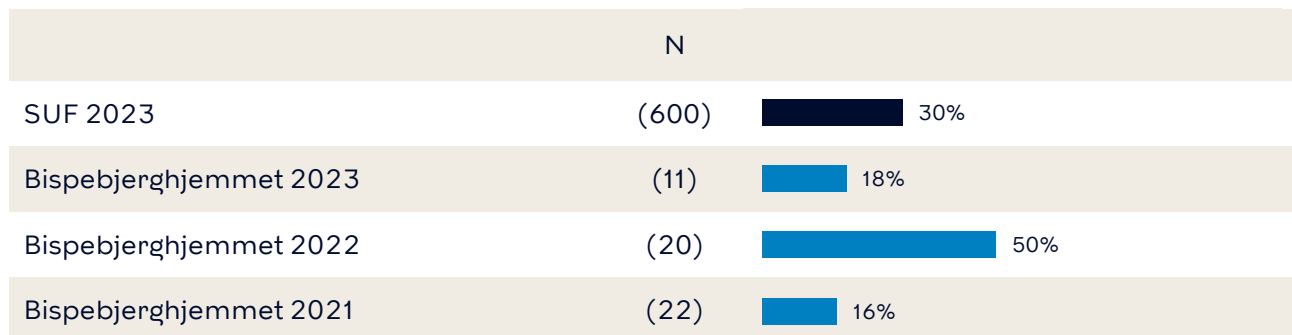 N
SUF 2023 (600) 30%
Bispebjerghjemmet 2023 (11) 18%
Bispebjerghjemmet 2022 (20) 50%
Bispebjerghjemmet 2021 (22) 16%